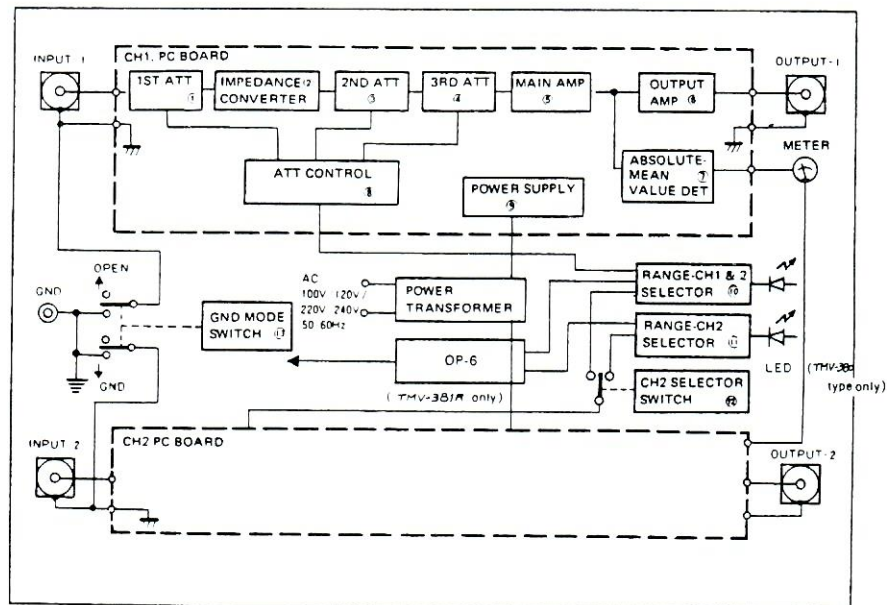 INPUT-1
CH1. PC BOARD
1ST ATT
①
IMPEDANCE ②
CONVERTER
2ND ATT
③
3RD ATT
④
MAIN AMP
⑤
OUTPUT
AMP ⑥
OUTPUT-1
METER
ABSOLUTE-
MEAN ⑦
VALUE DET
ATT CONTROL
⑧
POWER SUPPLY
⑨
OPEN
GND
GND
GND MODE
SWITCH ⑬
AC
100V 120V/
220V 240V
50 60Hz
POWER
TRANSFORMER
RANGE-CH1 & 2
SELECTOR ⑩
RANGE-CH2
SELECTOR ⑪
LED
OP-6
(TMV-381R only)
CH2 SELECTOR
SWITCH ⑫
type only)
INPUT 2
CH2 PC BOARD
OUTPUT-2